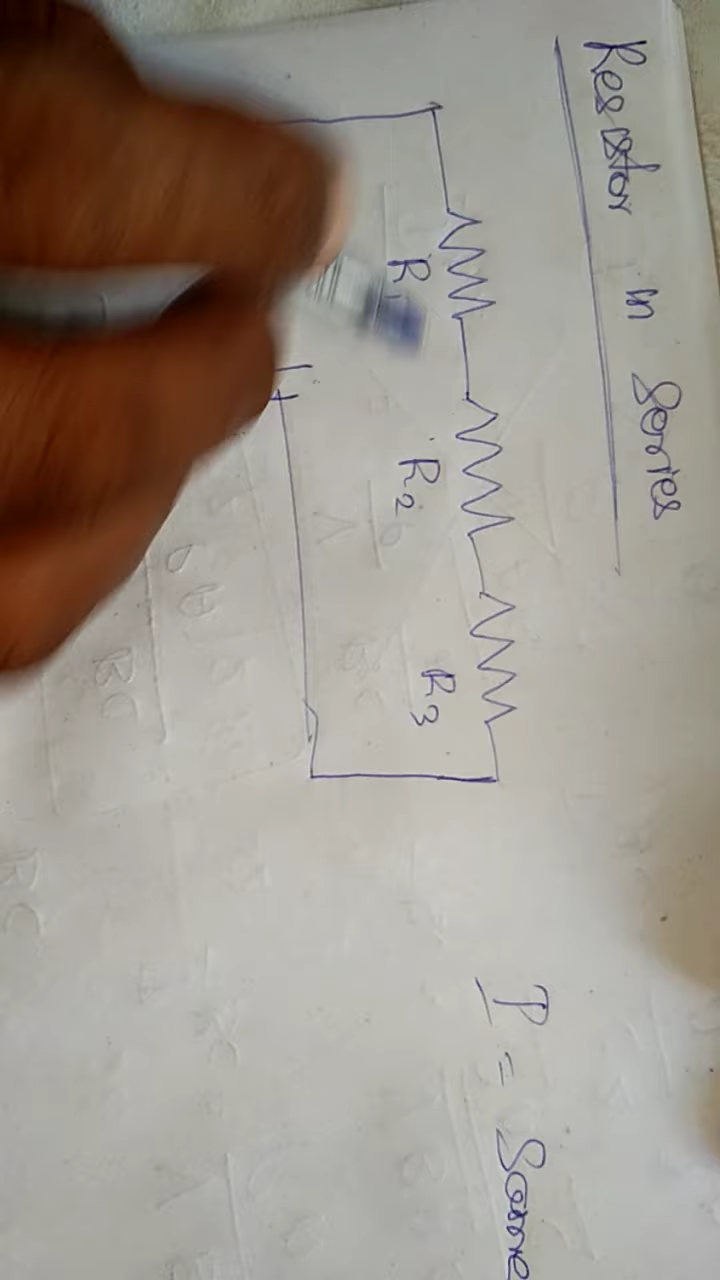 Resistor in Series
R1 R2 R3
I = Same